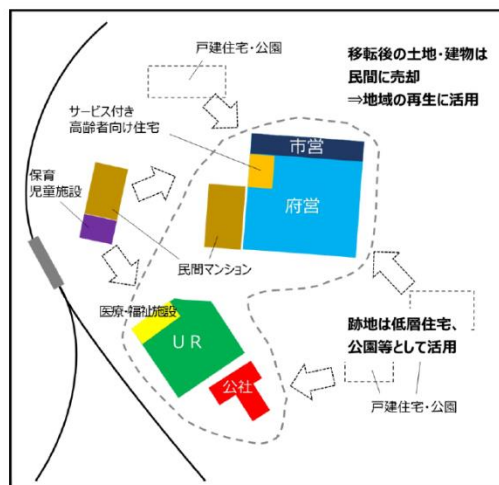 戸建住宅・公園
移転後の土地・建物は
民間に売却
⇒地域の再生に活用
サービス付き
高齢者向け住宅
市営
保育
児童施設
府営
民間マンション
医療・福祉施設
UR
跡地は低層住宅、
公園等として活用
公社
戸建住宅・公園